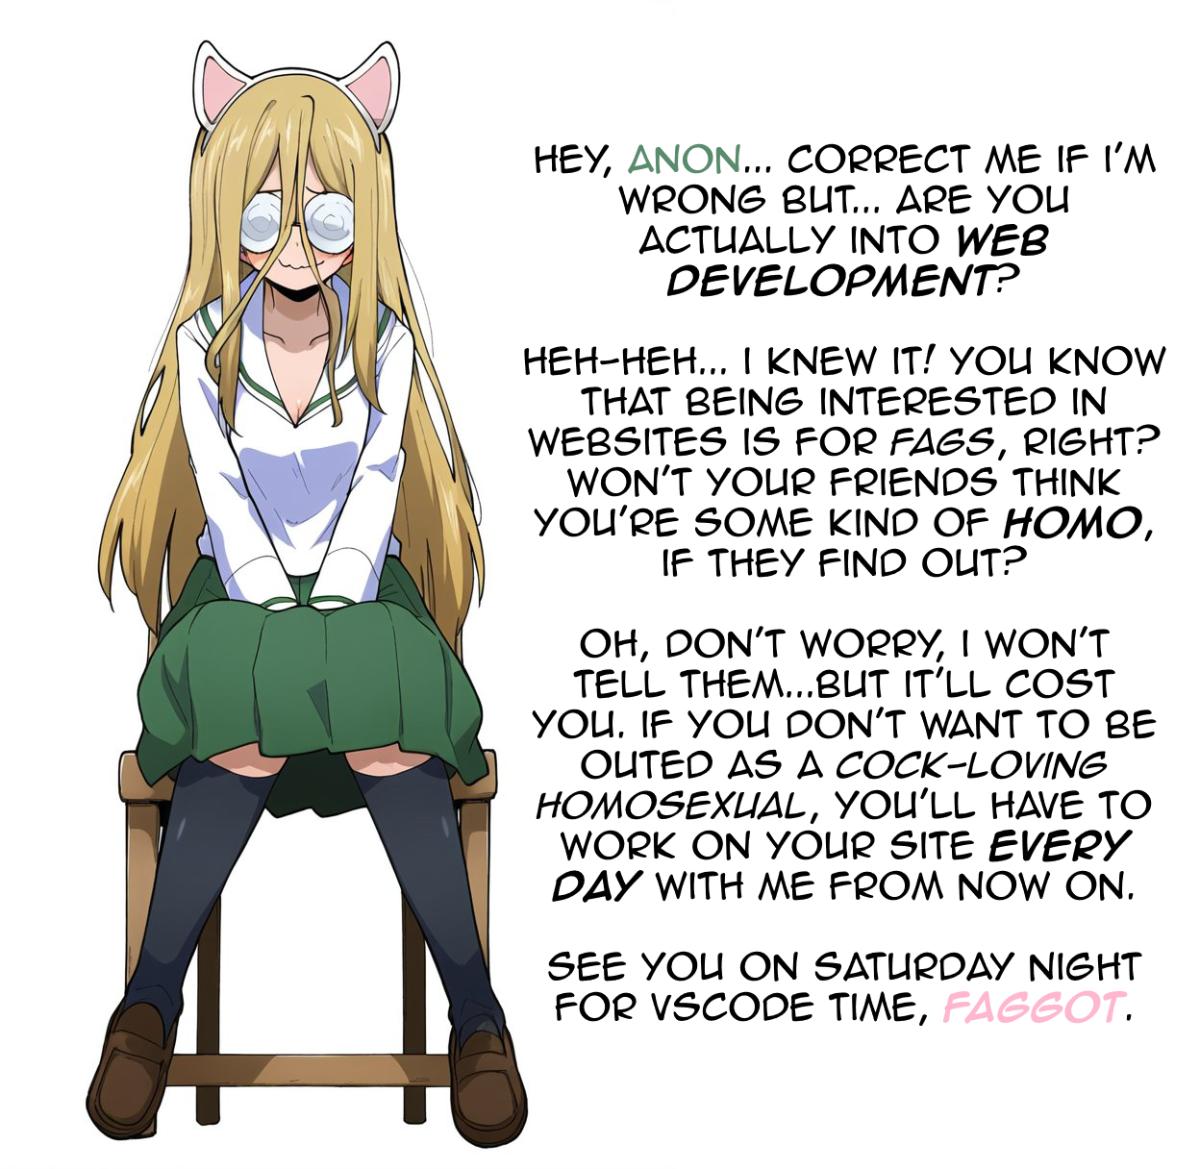 HEY, ANON... CORRECT ME IF I'M
WRONG BUT... ARE YOU
ACTUALLY INTO WEB
DEVELOPMENT?
HEH-HEH... I KNEW IT! YOU KNOW
THAT BEING INTERESTED IN
WEBSITES IS FOR FAGS, RIGHT?
WON'T YOUR FRIENDS THINK
YOU'RE SOME KIND OF HOMO,
IF THEY FIND OUT?
OH, DON'T WORRY, I WON'T
TELL THEM...BUT IT'LL COST
YOU. IF YOU DON'T WANT TO BE
OUTED AS A COCK-LOVING
HOMOSEXUAL, YOU'LL HAVE TO
WORK ON YOUR SITE EVERY
DAY WITH ME FROM NOW ON.
SEE YOU ON SATURDAY NIGHT
FOR VSCODE TIME, FAGGOT.